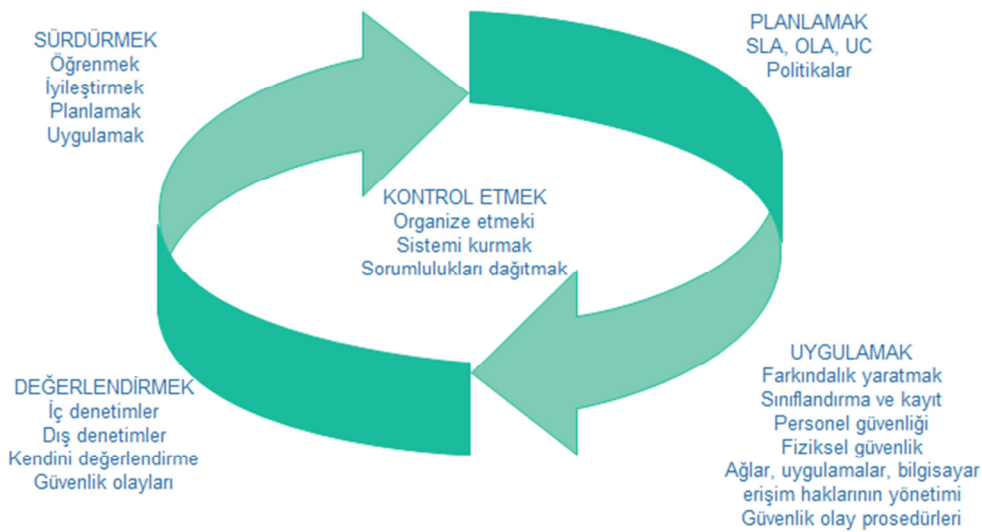 SÜRDÜRMEK
Öğrenmek
İyileştirmek
Planlamak
Uygulamak
PLANLAMAK
SLA, OLA, UC
Politikalar
KONTROL ETMEK
Organize etmeki
Sistemi kurmak
Sorumlulukları dağıtmak
DEĞERLENDİRMEK
İç denetimler
Dış denetimler
Kendini değerlendirme
Güvenlik olayları
UYGULAMAK
Farkındalık yaratmak
Sınıflandırma ve kayıt
Personel güvenliği
Fiziksel güvenlik
Ağlar, uygulamalar, bilgisayar
erişim haklarının yönetimi
Güvenlik olay prosedürleri